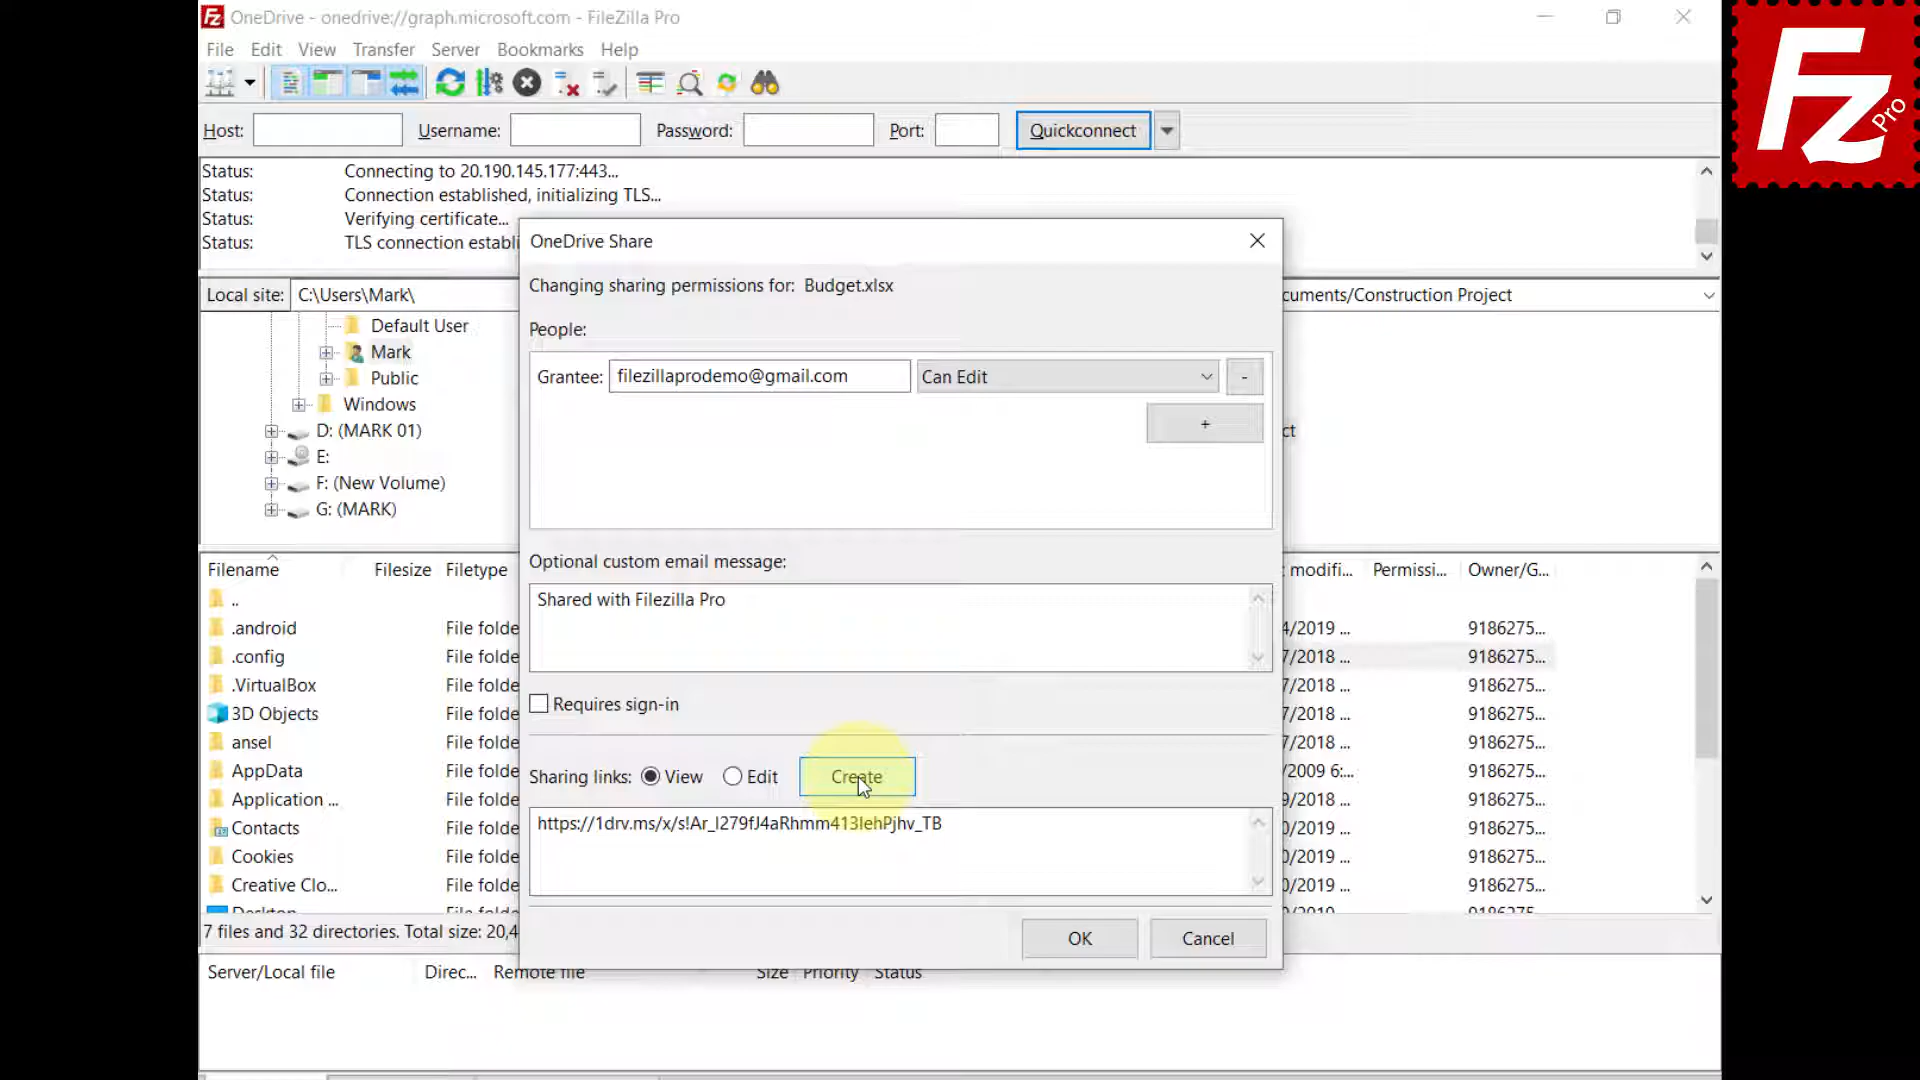 OneDrive - onedrive://graph.microsoft.com - FileZilla Pro
File Edit View Transfer Server Bookmarks Help
Host: Username: Password: Port: Quickconnect
Status: Connecting to 20.190.145.177:443...
Status: Connection established, initializing TLS...
Status: Verifying certificate...
Status: TLS connection establi
OneDrive Share
Changing sharing permissions for: Budget.xlsx
People:
Grantee: filezillaprodemo@gmail.com Can Edit -
+
Optional custom email message:
Shared with Filezilla Pro
Requires sign-in
Sharing links: View Edit Create
https://1drv.ms/x/s!Ar_l279fJ4aRhmm413IehPjhv_TB
OK Cancel
Local site: C:\Users\Mark\
Default User
Mark
Public
Windows
D: (MARK 01)
E:
F: (New Volume)
G: (MARK)
cuments/Construction Project
ct
Filename Filesize Filetype
..
.android File folde
.config File folde
.VirtualBox File folde
3D Objects File folde
ansel File folde
AppData File folde
Application ... File folde
Contacts File folde
Cookies File folde
Creative Clo... File folde
Desktop File folde
7 files and 32 directories. Total size: 20,4
modifi... Permissi... Owner/G...
4/2019 ... 9186275...
7/2018 ... 9186275...
7/2018 ... 9186275...
7/2018 ... 9186275...
7/2018 ... 9186275...
/2009 6:... 9186275...
0/2019 ... 9186275...
0/2019 ... 9186275...
0/2019 ... 9186275...
0/2019 ... 9186275...
0/2019 ... 9186275...
Server/Local file Direc... Remote file Size Priority Status
Fz Pro